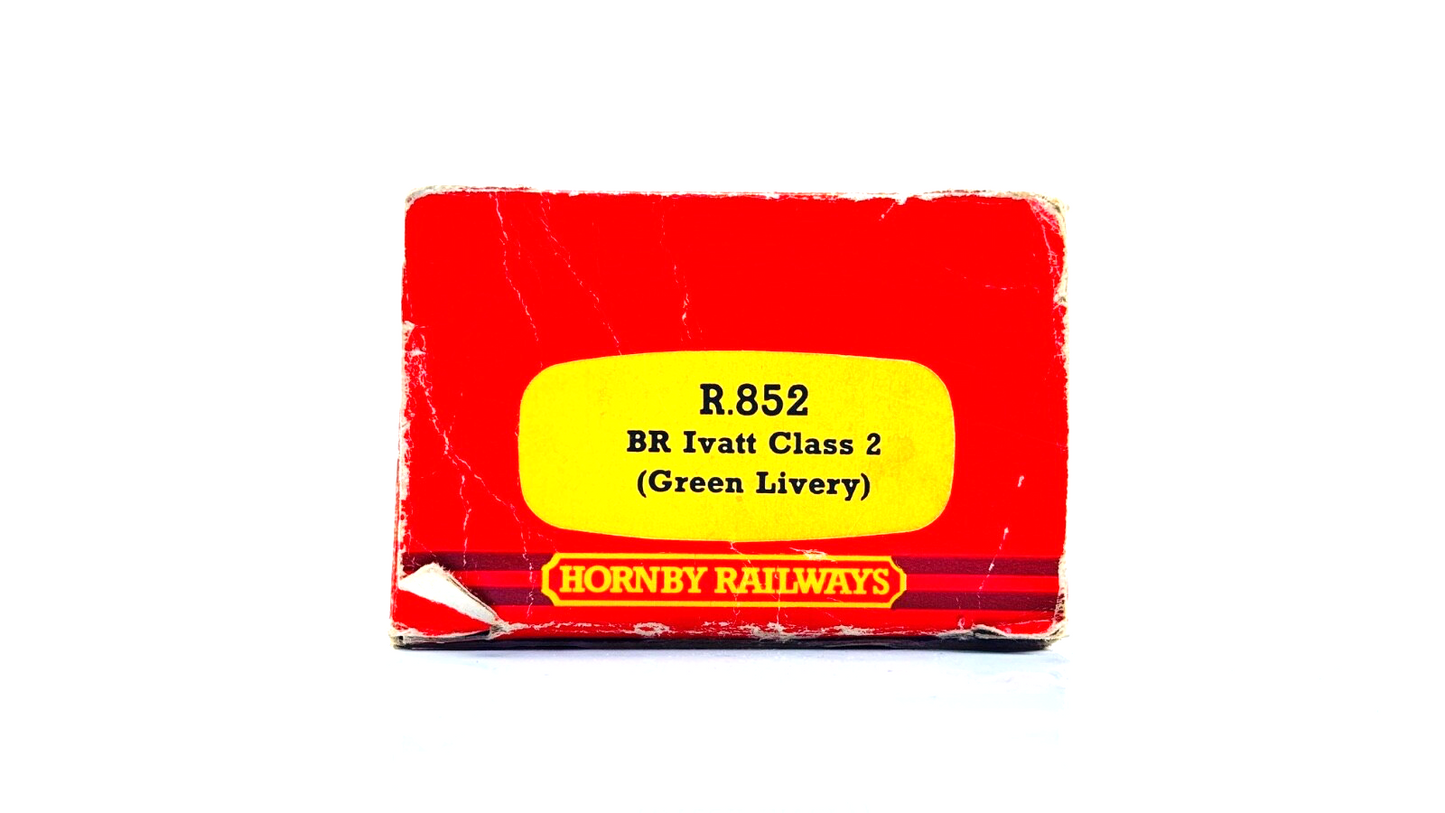 R.852
BR Ivatt Class 2
(Green Livery)
HORNBY RAILWAYS